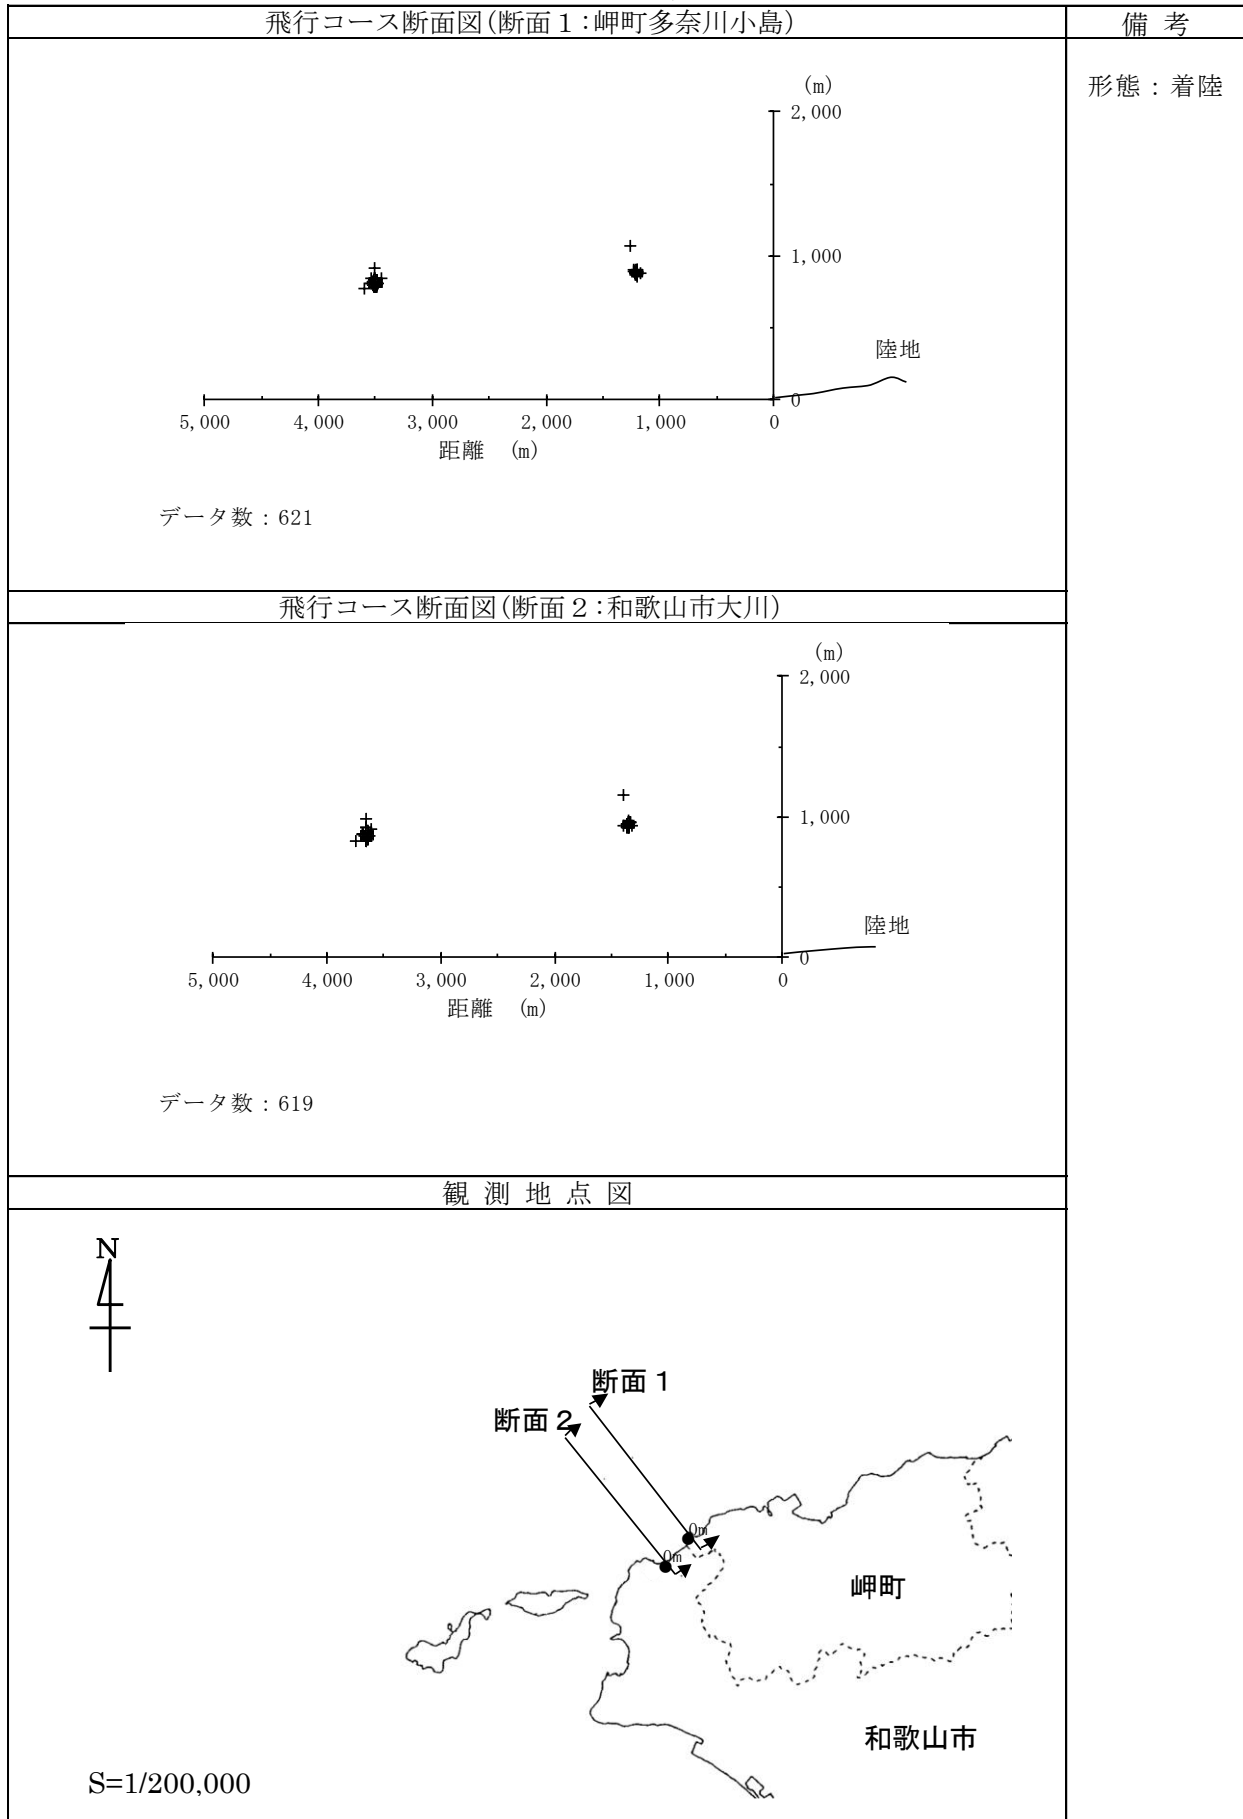 飛行コース断面図(断面１:岬町多奈川小島)
備 考
形態：着陸
(m)
2,000
1,000
陸地
0
5,000 4,000 3,000 2,000 1,000 0
距離 (m)
データ数：621
飛行コース断面図(断面２:和歌山市大川)
(m)
2,000
1,000
陸地
0
5,000 4,000 3,000 2,000 1,000 0
距離 (m)
データ数：619
観 測 地 点 図
N
断面１
断面２
0m
0m
岬町
和歌山市
S=1/200,000